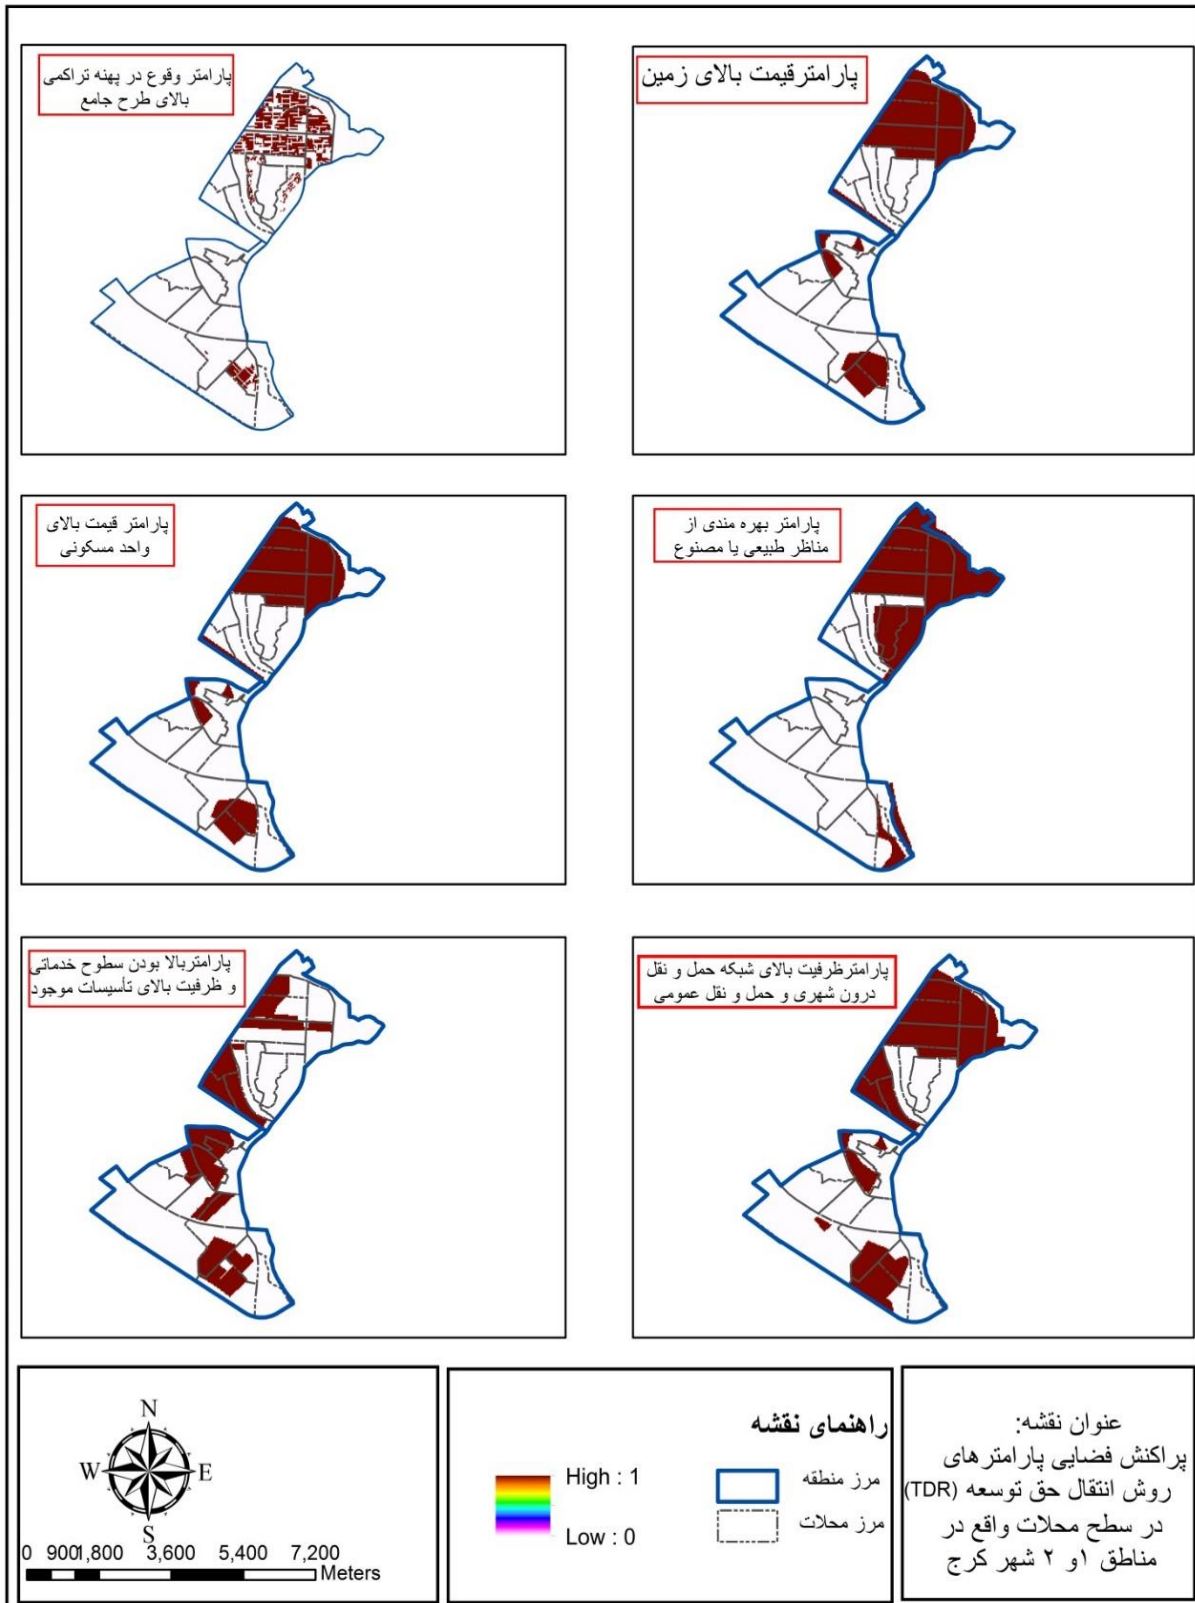 پارامتر وقوع در پهنه تراکمی
بالای طرح جامع
پارامترقیمت بالای زمین
پارامتر قیمت بالای
واحد مسکونی
پارامتر بهره مندی از
مناظر طبیعی یا مصنوع
پارامتربالا بودن سطوح خدماتی
و ظرفیت بالای تأسیسات موجود
پارامترظرفیت بالای شبکه حمل و نقل
درون شهری و حمل و نقل عمومی
N
W E
S
0 900 1,800 3,600 5,400 7,200
Meters
راهنمای نقشه
High : 1
Low : 0
مرز منطقه
مرز محلات
عنوان نقشه:
پراکنش فضایی پارامترهای
روش انتقال حق توسعه (TDR)
در سطح محلات واقع در
مناطق ۱و ۲ شهر کرج